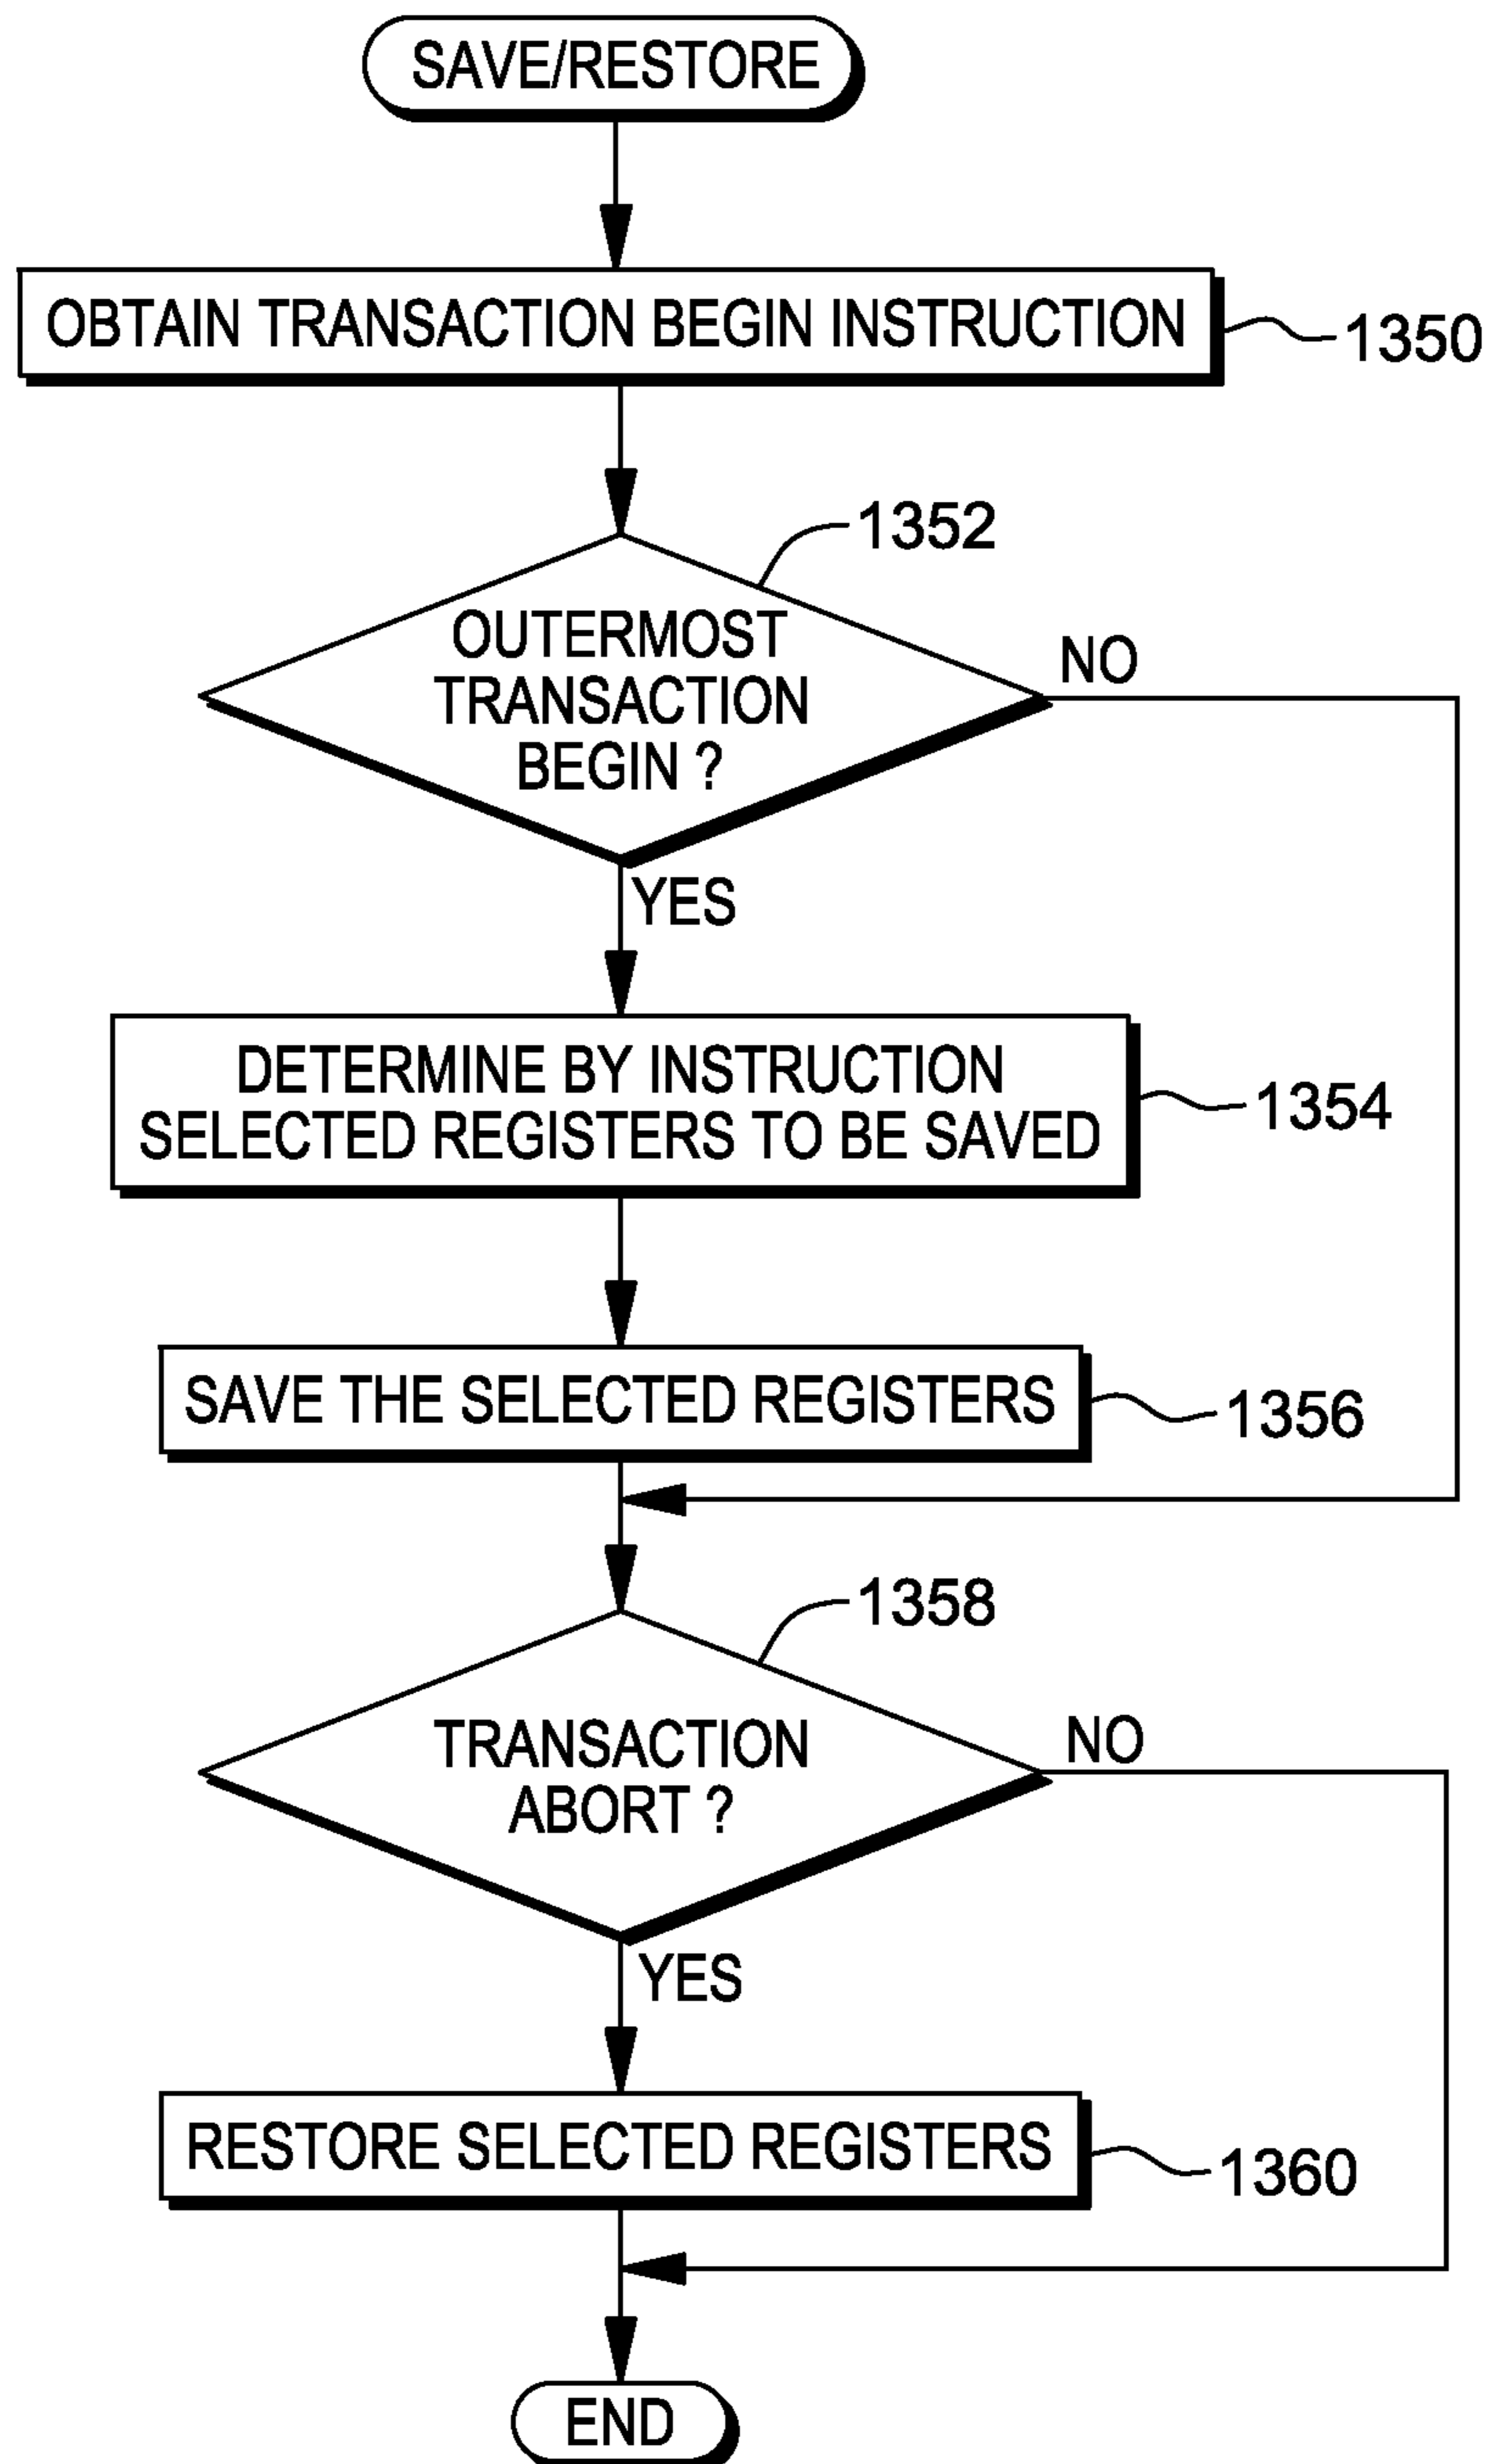 SAVE/RESTORE
OBTAIN TRANSACTION BEGIN INSTRUCTION
1350
1352
OUTERMOST
TRANSACTION
BEGIN ?
NO
YES
DETERMINE BY INSTRUCTION
SELECTED REGISTERS TO BE SAVED
1354
SAVE THE SELECTED REGISTERS
1356
1358
TRANSACTION
ABORT ?
NO
YES
RESTORE SELECTED REGISTERS
1360
END